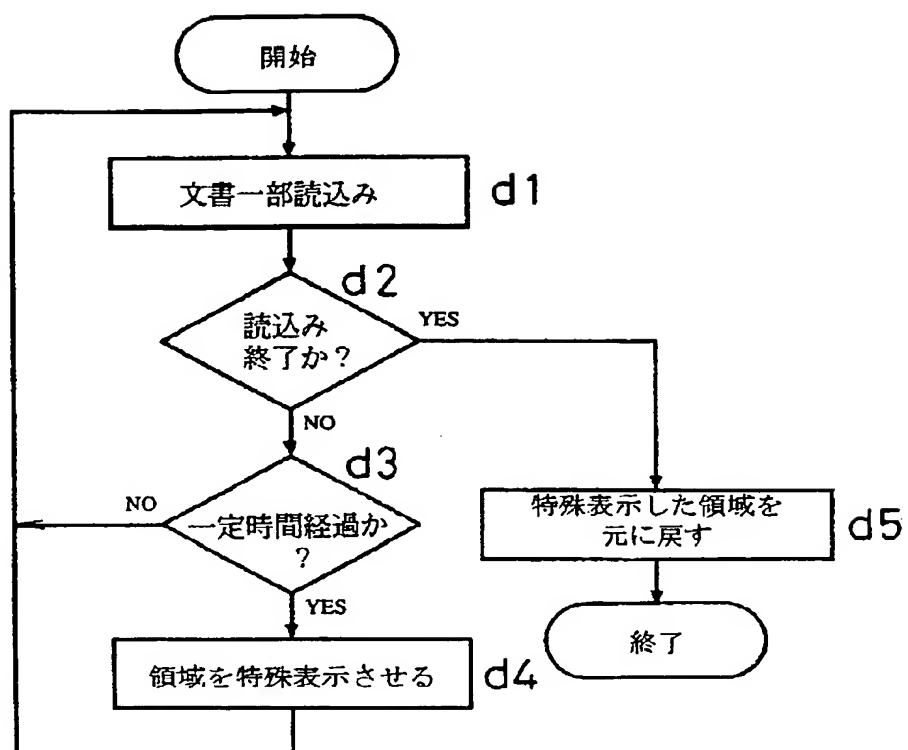 開始
文書一部読込み
d1
d2
読込み
終了か?
YES
NO
d3
NO
一定時間経過か
?
YES
特殊表示した領域を
元に戻す
d5
領域を特殊表示させる
d4
終了